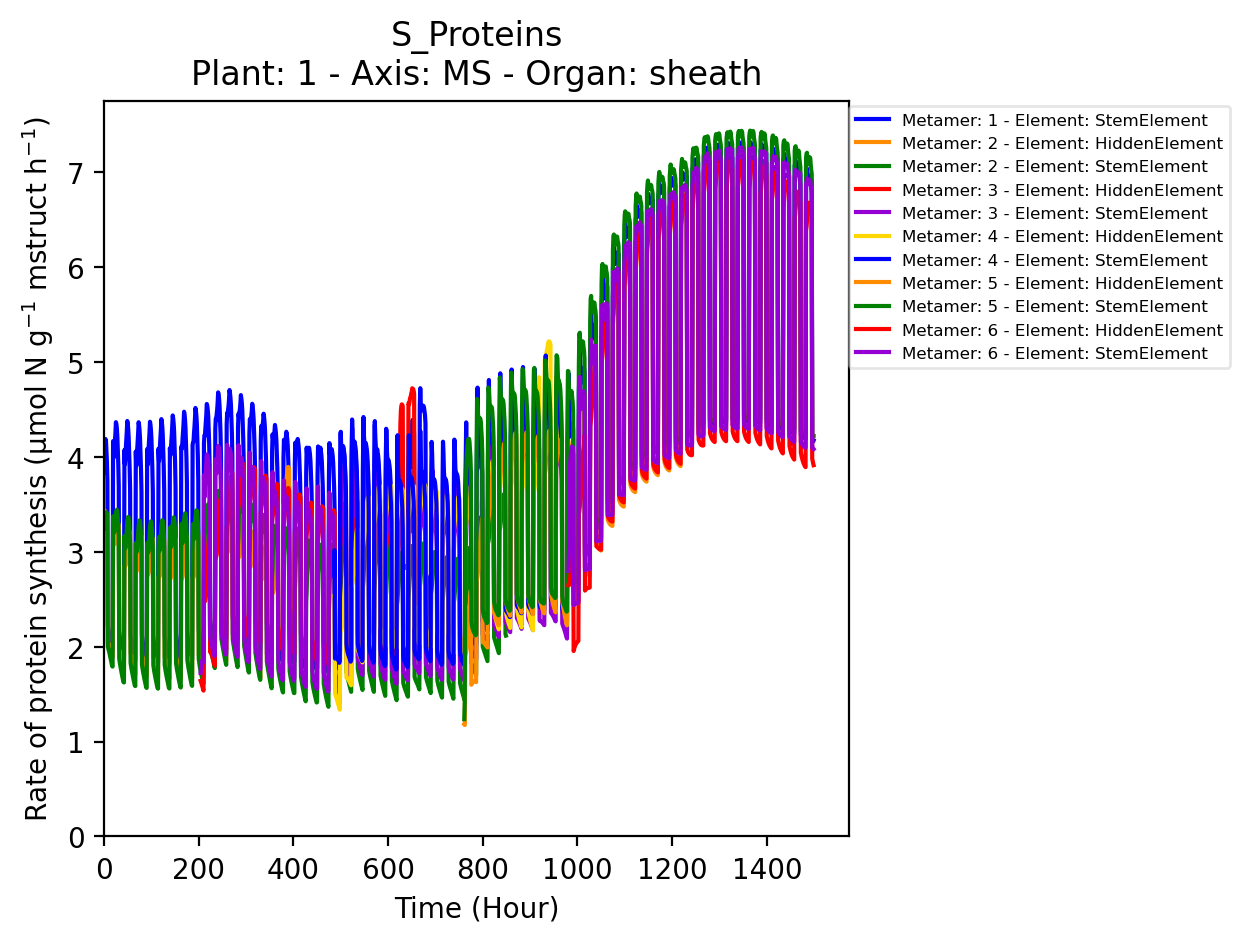 S_Proteins
Plant: 1 - Axis: MS - Organ: sheath
Rate of protein synthesis (µmol N g⁻¹ mstruct h⁻¹)
7
6
5
4
3
2
1
0
0 200 400 600 800 1000 1200 1400
Time (Hour)
Metamer: 1 - Element: StemElement
Metamer: 2 - Element: HiddenElement
Metamer: 2 - Element: StemElement
Metamer: 3 - Element: HiddenElement
Metamer: 3 - Element: StemElement
Metamer: 4 - Element: HiddenElement
Metamer: 4 - Element: StemElement
Metamer: 5 - Element: HiddenElement
Metamer: 5 - Element: StemElement
Metamer: 6 - Element: HiddenElement
Metamer: 6 - Element: StemElement